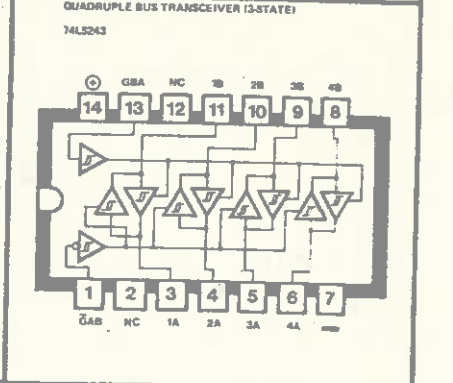 QUADRUPLE BUS TRANSCEIVER (3-STATE)
74LS243
⊕ GBA NC 1B 2B 3B 4B
14 13 12 11 10 9 8
1 2 3 4 5 6 7
G̅AB NC 1A 2A 3A 4A